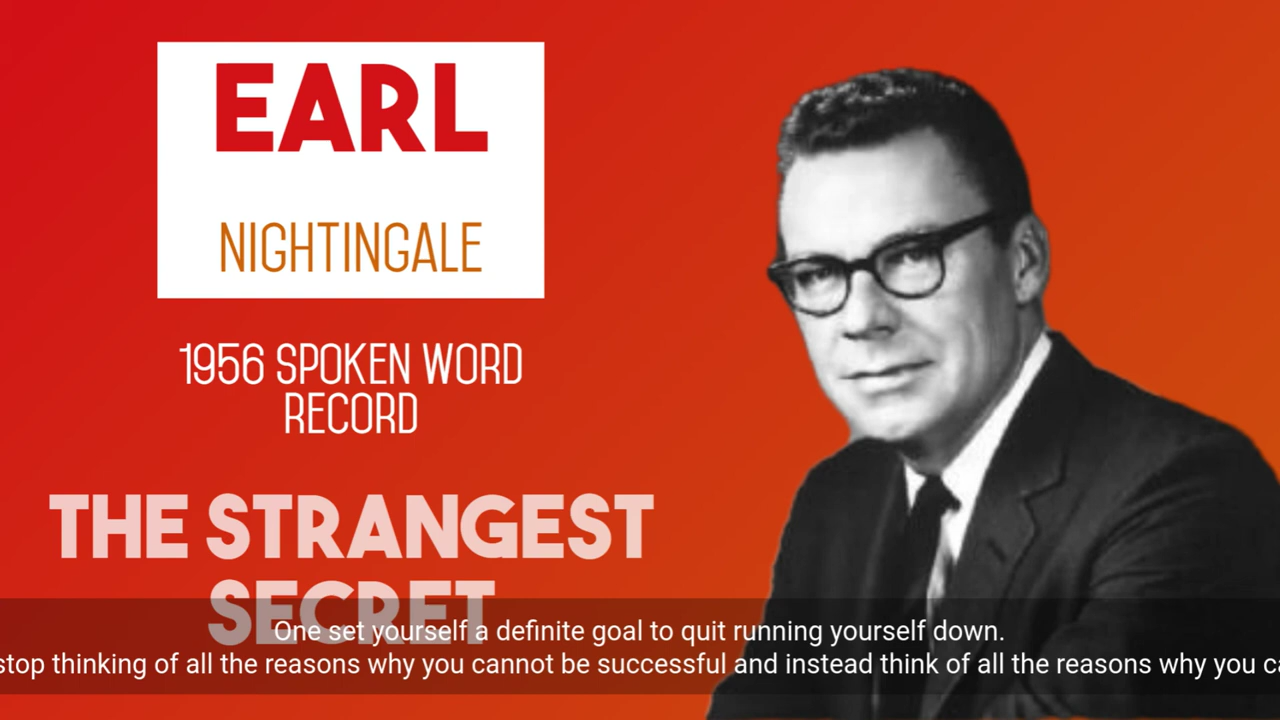 EARL
NIGHTINGALE
1956 SPOKEN WORD
RECORD
THE STRANGEST
SECRET
One set yourself a definite goal to quit running yourself down.
stop thinking of all the reasons why you cannot be successful and instead think of all the reasons why you